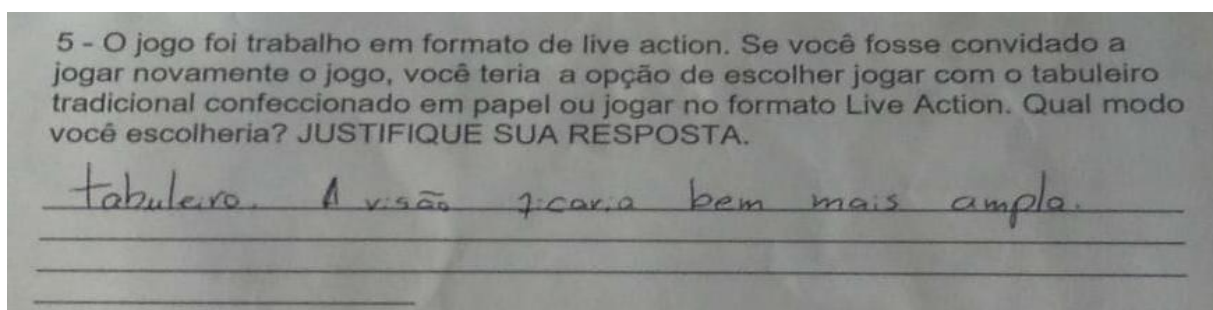 5 - O jogo foi trabalho em formato de live action. Se você fosse convidado a
jogar novamente o jogo, você teria a opção de escolher jogar com o tabuleiro
tradicional confeccionado em papel ou jogar no formato Live Action. Qual modo
você escolheria? JUSTIFIQUE SUA RESPOSTA.
tabuleiro. A visão ficaria bem mais ampla.